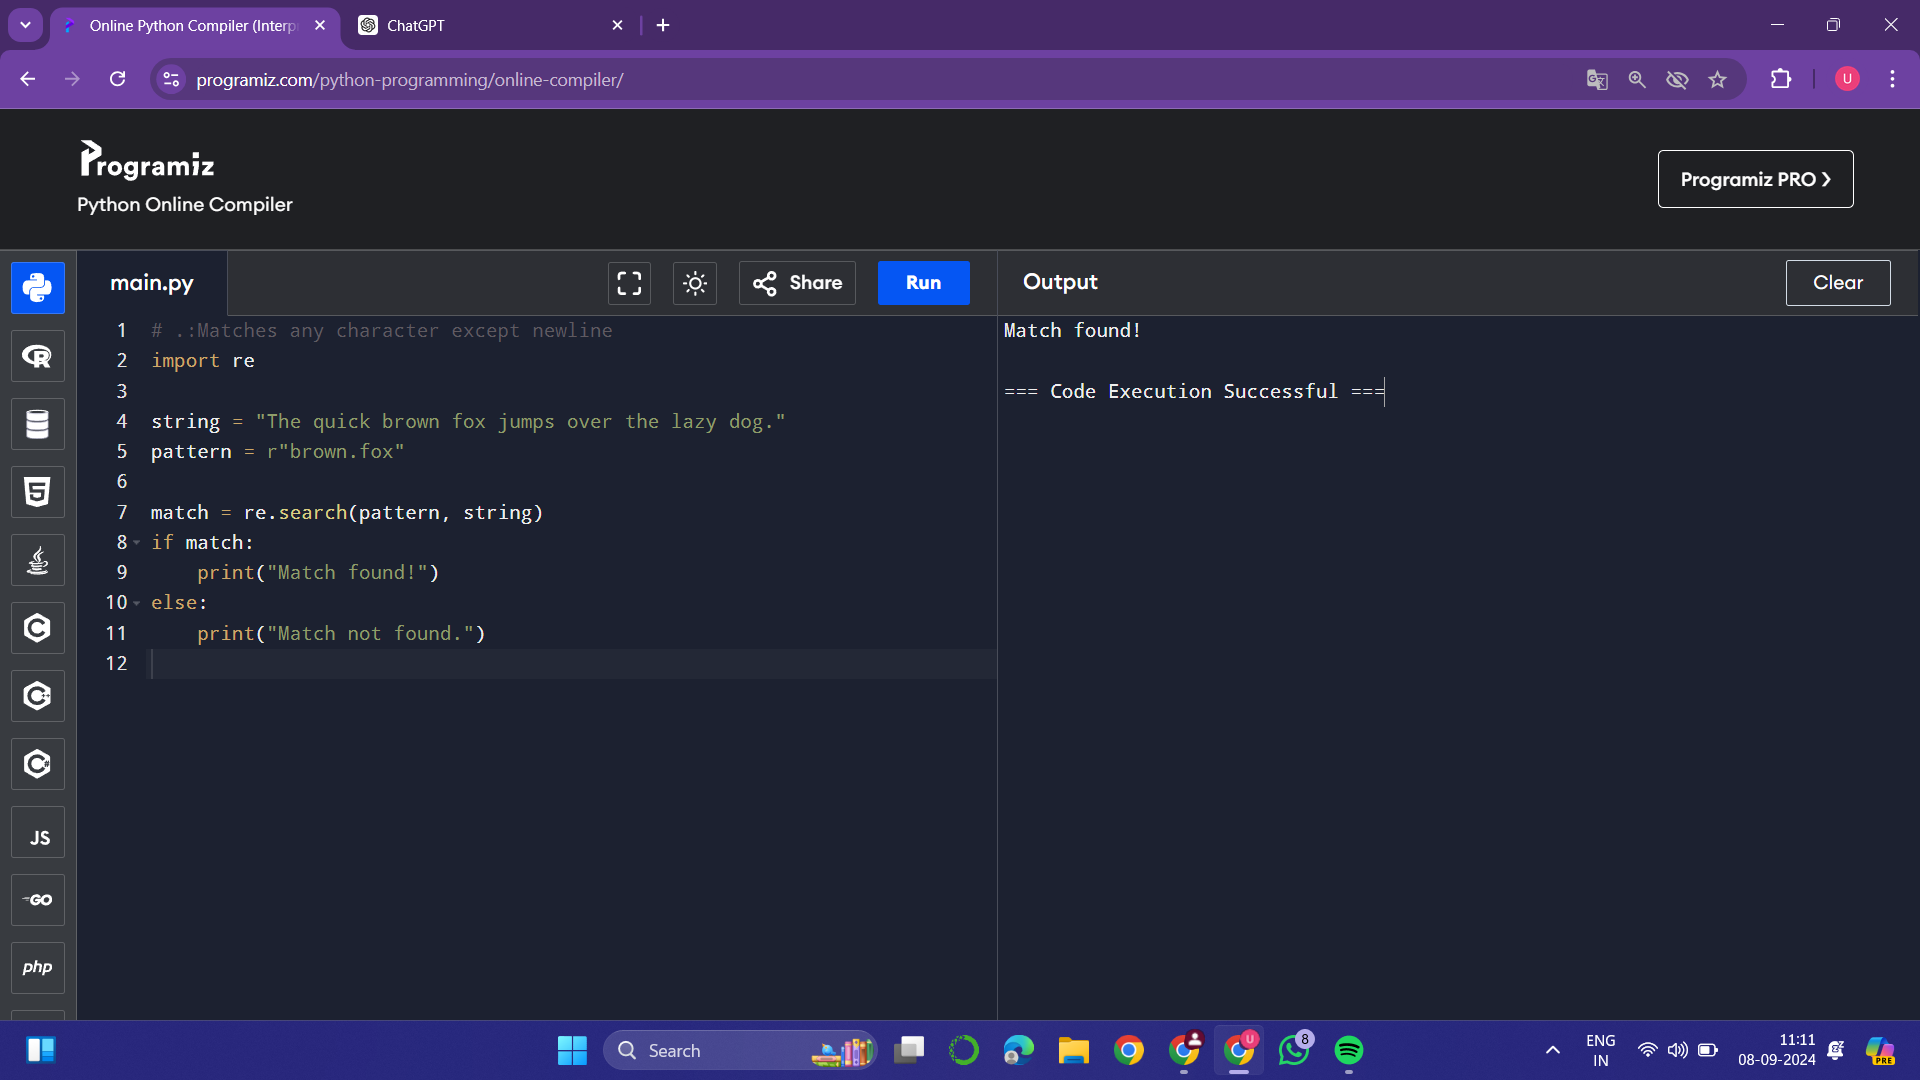 Online Python Compiler (Interp
ChatGPT
programiz.com/python-programming/online-compiler/
U
Programiz
Python Online Compiler
Programiz PRO ❯
main.py
Share
Run
Output
Clear
1 # .:Matches any character except newline
2 import re
3
4 string = "The quick brown fox jumps over the lazy dog."
5 pattern = r"brown.fox"
6
7 match = re.search(pattern, string)
8 if match:
9     print("Match found!")
10 else:
11     print("Match not found.")
12
Match found!
=== Code Execution Successful ===
R
5
C
C++
C#
JS
GO
php
Search
U
8
ENG
IN
11:11
08-09-2024
PRE